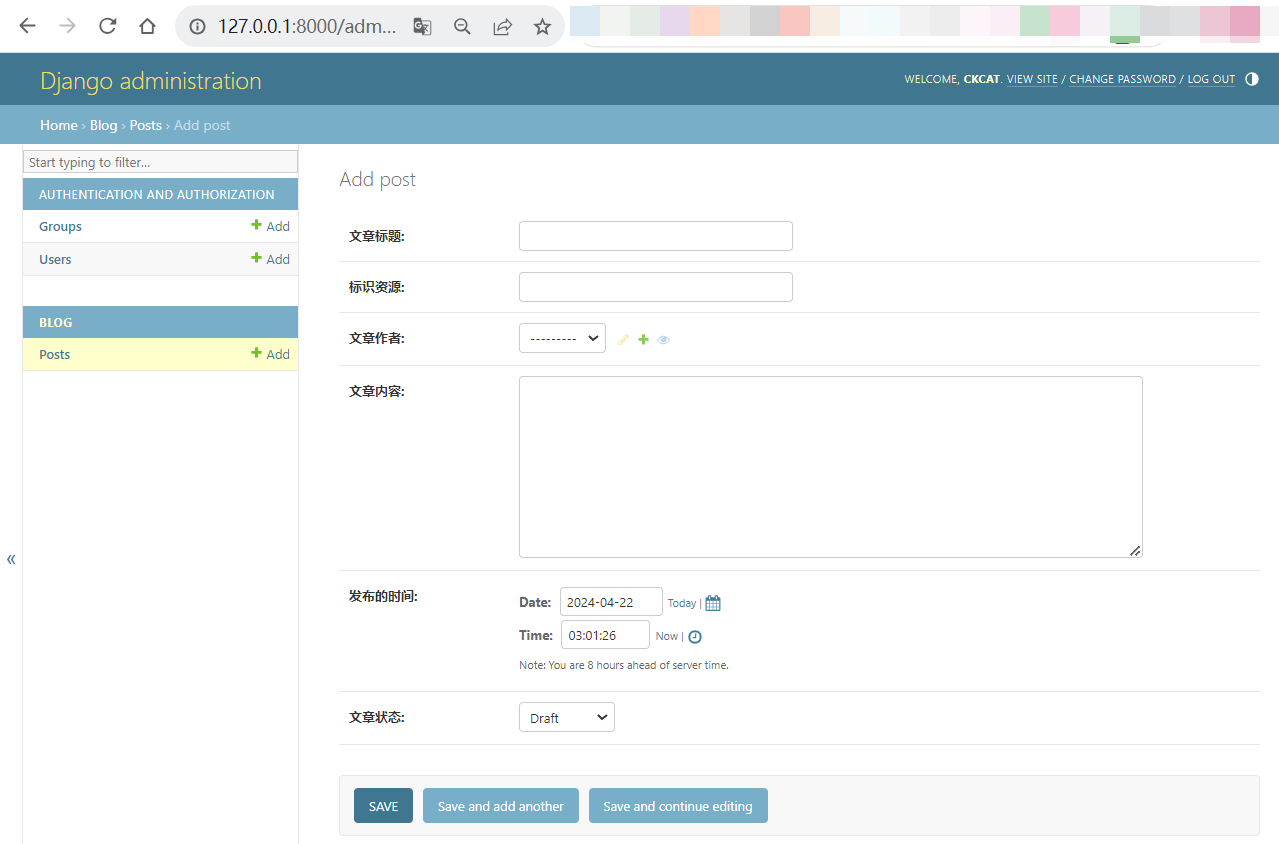 127.0.0.1:8000/adm...
Django administration
WELCOME, CKCAT. VIEW SITE / CHANGE PASSWORD / LOG OUT
Home › Blog › Posts › Add post
Start typing to filter...
AUTHENTICATION AND AUTHORIZATION
Groups + Add
Users + Add
BLOG
Posts + Add
«
Add post
文章标题:
标识资源:
文章作者: ---------
文章内容:
发布的时间:
Date: 2024-04-22 Today |
Time: 03:01:26 Now |
Note: You are 8 hours ahead of server time.
文章状态: Draft
SAVE Save and add another Save and continue editing